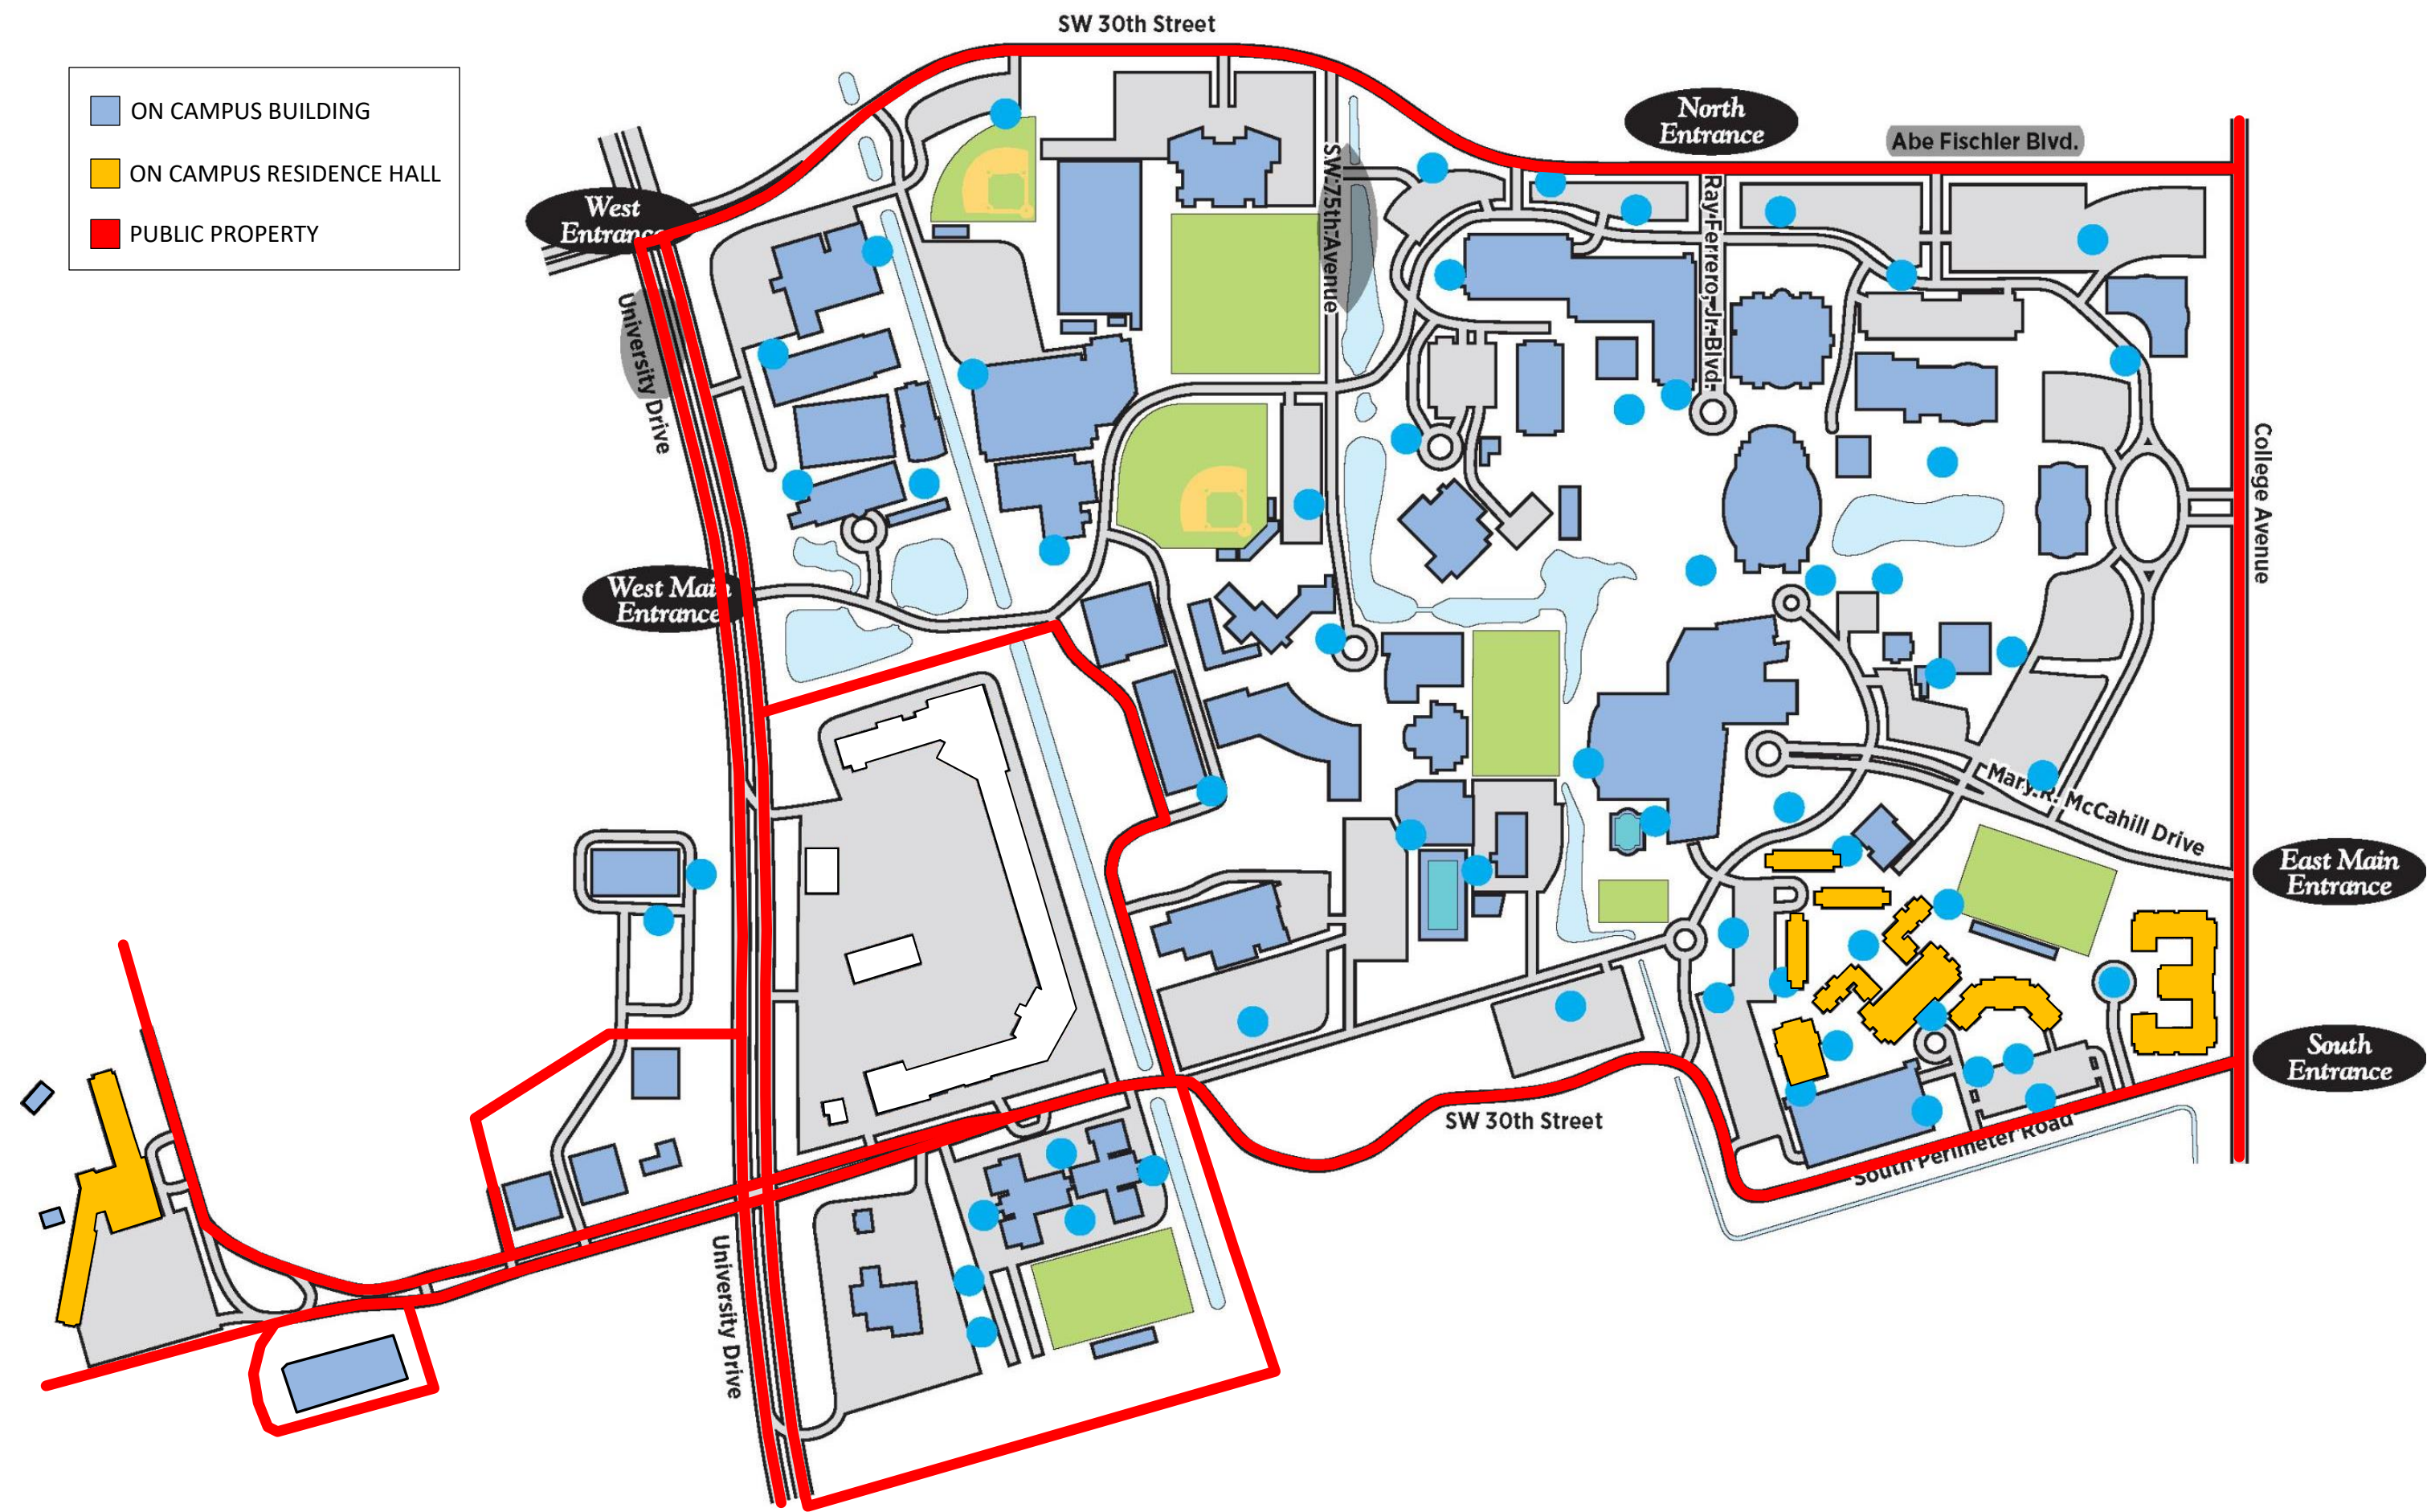 SW 30th Street
ON CAMPUS BUILDING
ON CAMPUS RESIDENCE HALL
PUBLIC PROPERTY
North
Entrance
Abe Fischler Blvd.
West
Entrance
SW 75th Avenue
Ray Ferrero, Jr. Blvd.
University Drive
College Avenue
West Main
Entrance
Mary R. McCahill Drive
East Main
Entrance
South
Entrance
SW 30th Street
South Perimeter Road
University Drive